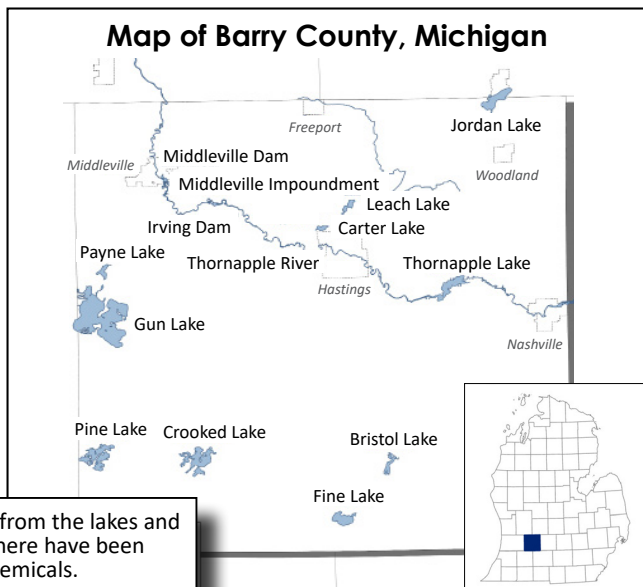 Map of Barry County, Michigan
Freeport
Jordan Lake
Middleville
Middleville Dam
Woodland
Middleville Impoundment
Leach Lake
Irving Dam
Carter Lake
Payne Lake
Thornapple River
Thornapple Lake
Hastings
Gun Lake
Nashville
Pine Lake
Crooked Lake
Bristol Lake
Fine Lake
from the lakes and
here have been
emicals.